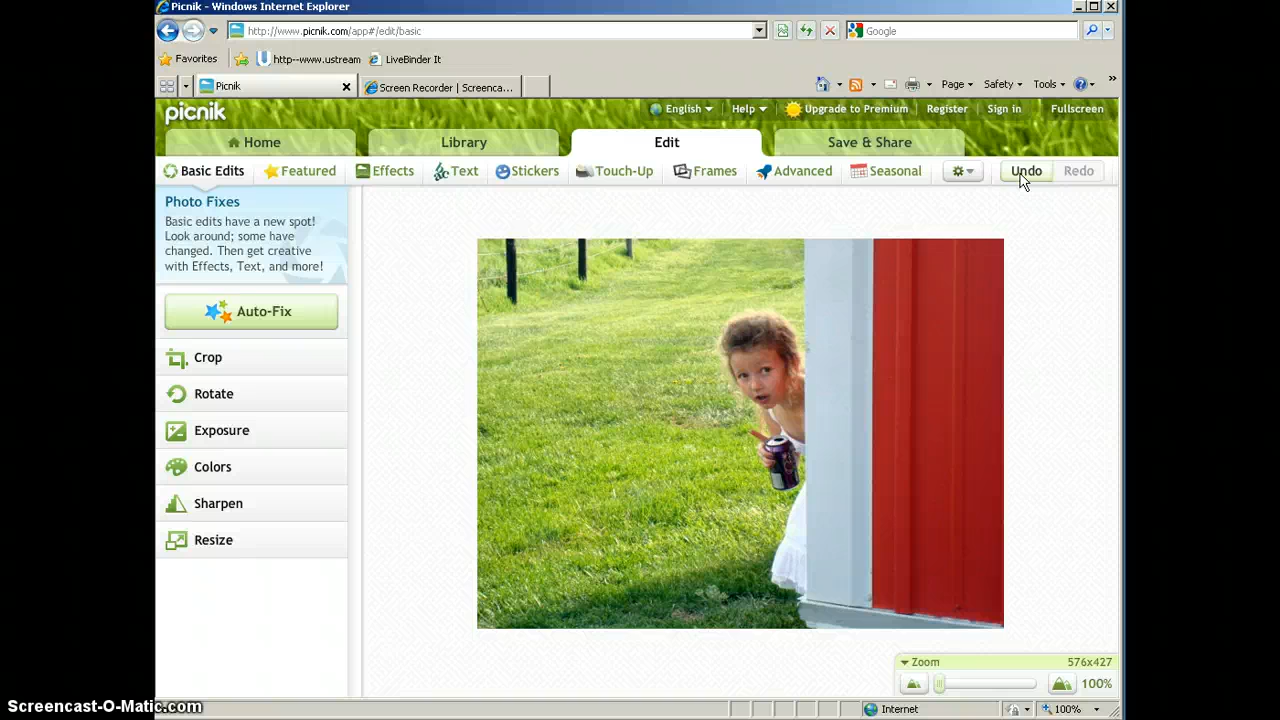 Picnik - Windows Internet Explorer
http://www.picnik.com/app#/edit/basic
Google
Favorites
http--www.ustream
LiveBinder It
Picnik
Screen Recorder | Screenca...
Page
Safety
Tools
picnik
English
Help
Upgrade to Premium
Register
Sign in
Fullscreen
Home
Library
Edit
Save & Share
Basic Edits
Featured
Effects
Text
Stickers
Touch-Up
Frames
Advanced
Seasonal
Undo
Redo
Photo Fixes
Basic edits have a new spot!
Look around; some have
changed. Then get creative
with Effects, Text, and more!
Auto-Fix
Crop
Rotate
Exposure
Colors
Sharpen
Resize
Zoom
576x427
100%
Internet
100%
Screencast-O-Matic.com